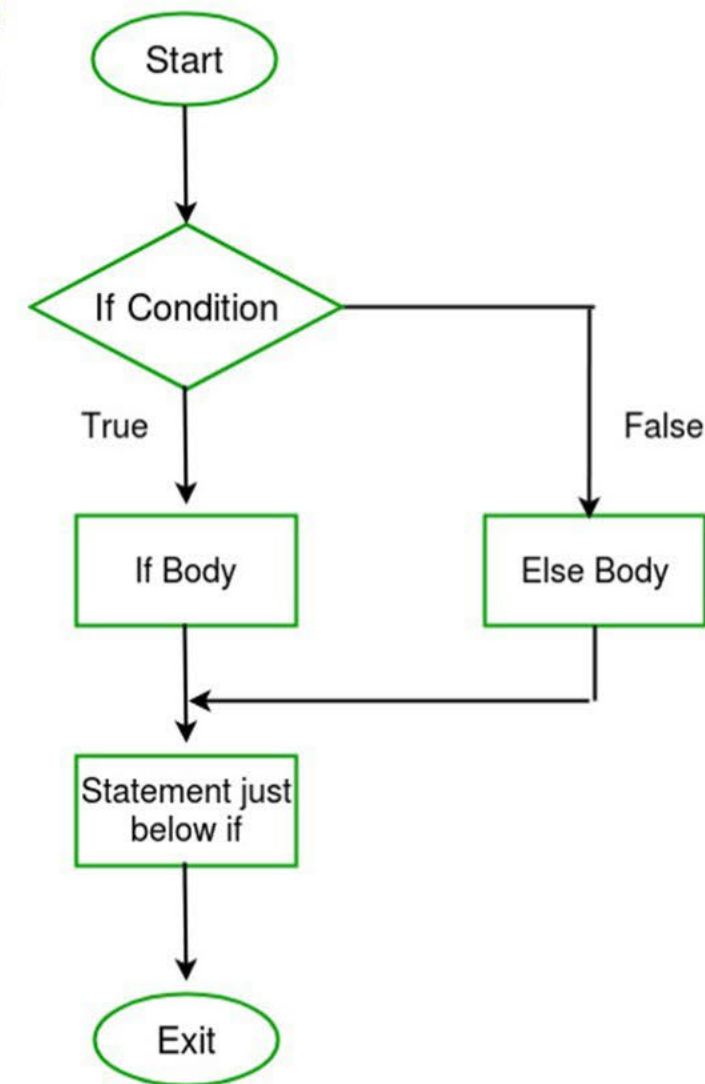 Start
If Condition
True
False
If Body
Else Body
Statement just
below if
Exit